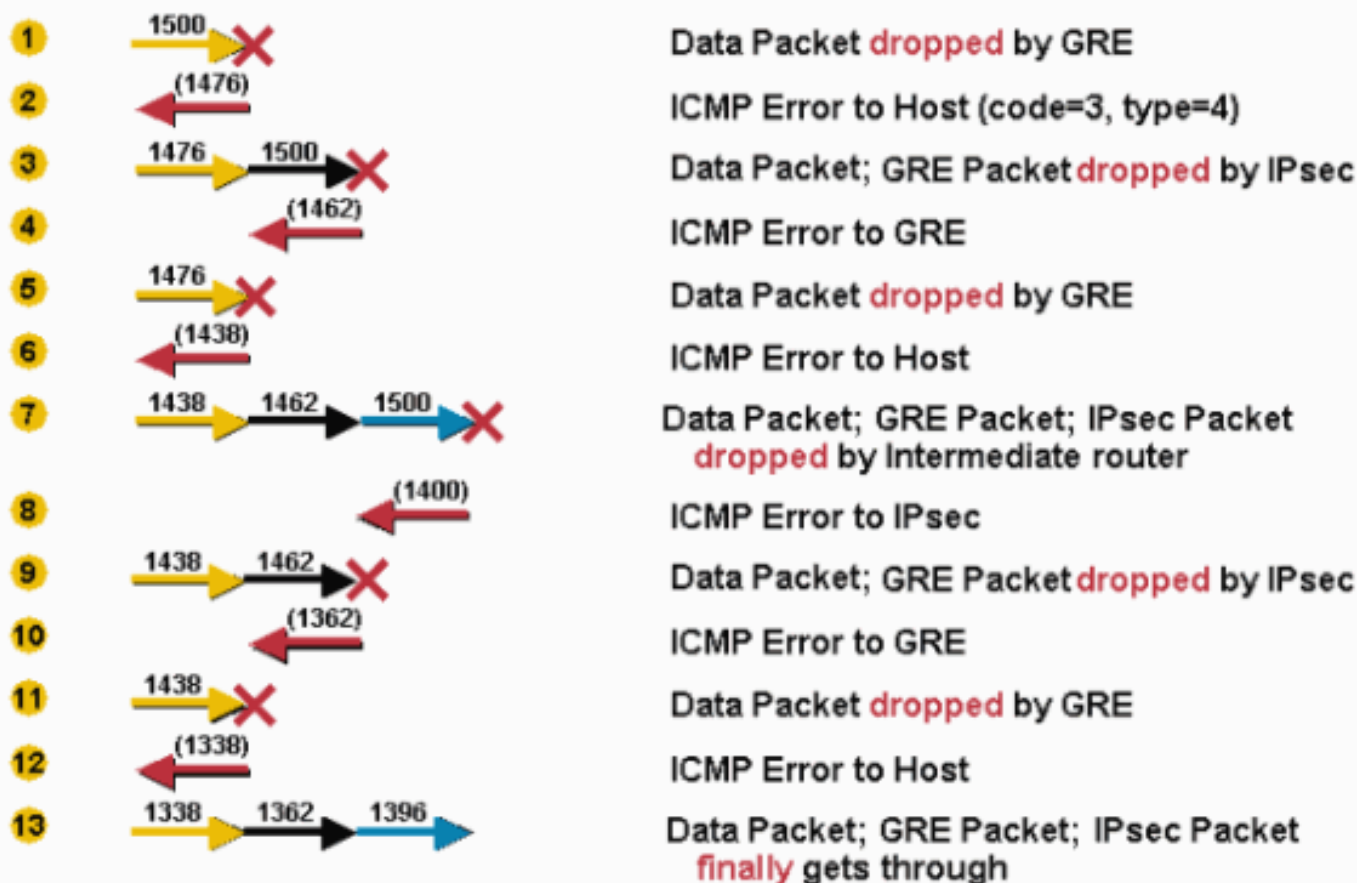 1 1500 Data Packet dropped by GRE
2 (1476) ICMP Error to Host (code=3, type=4)
3 1476 1500 Data Packet; GRE Packet dropped by IPsec
4 (1462) ICMP Error to GRE
5 1476 Data Packet dropped by GRE
6 (1438) ICMP Error to Host
7 1438 1462 1500 Data Packet; GRE Packet; IPsec Packet
dropped by Intermediate router
8 (1400) ICMP Error to IPsec
9 1438 1462 Data Packet; GRE Packet dropped by IPsec
10 (1362) ICMP Error to GRE
11 1438 Data Packet dropped by GRE
12 (1338) ICMP Error to Host
13 1338 1362 1396 Data Packet; GRE Packet; IPsec Packet
finally gets through